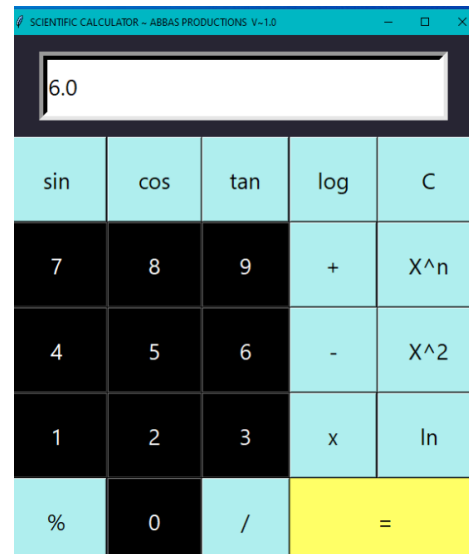 SCIENTIFIC CALCULATOR ~ ABBAS PRODUCTIONS V~1.0
6.0
sin cos tan log C
7 8 9 + X^n
4 5 6 - X^2
1 2 3 x ln
% 0 / =